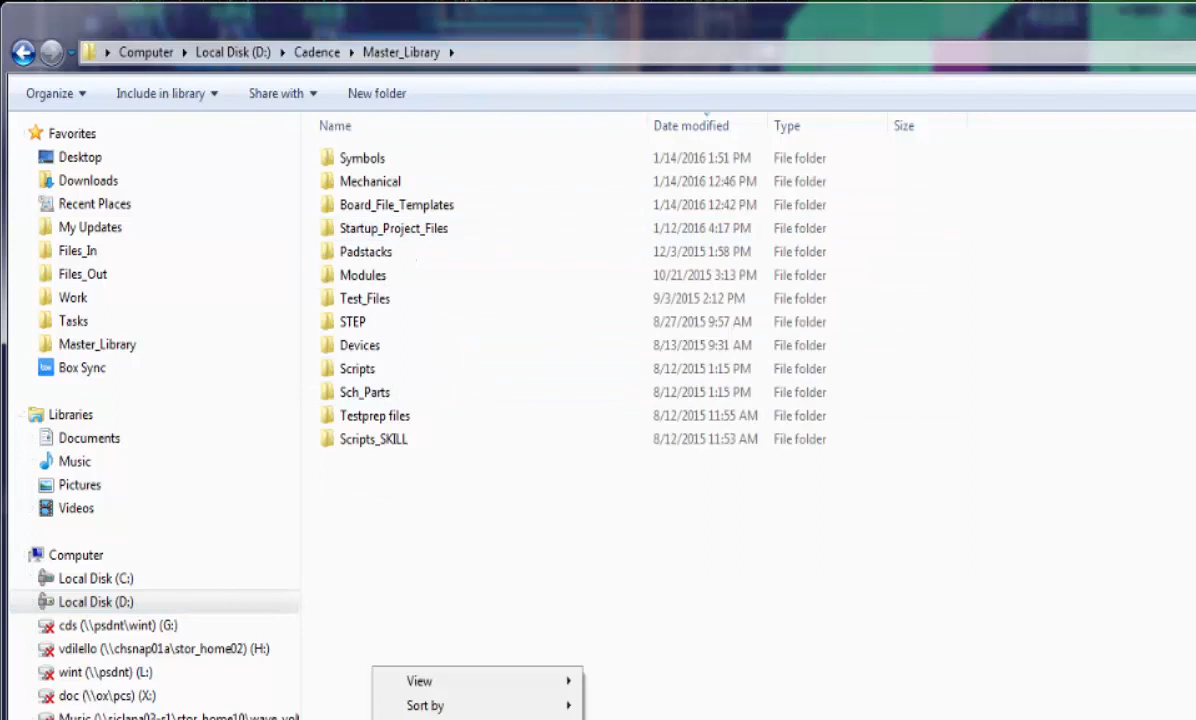 Computer Local Disk (D:) Cadence Master_Library
Organize Include in library Share with New folder
Name Date modified Type Size
Favorites
Desktop
Downloads
Recent Places
My Updates
Files_In
Files_Out
Work
Tasks
Master_Library
Box Sync
Libraries
Documents
Music
Pictures
Videos
Computer
Local Disk (C:)
Local Disk (D:)
cds (\\psdnt\wint) (G:)
vdilello (\\chsnap01a\stor_home02) (H:)
wint (\\psdnt) (L:)
doc (\\ox\pcs) (X:)
Symbols 1/14/2016 1:51 PM File folder
Mechanical 1/14/2016 12:46 PM File folder
Board_File_Templates 1/14/2016 12:42 PM File folder
Startup_Project_Files 1/12/2016 4:17 PM File folder
Padstacks 12/3/2015 1:58 PM File folder
Modules 10/21/2015 3:13 PM File folder
Test_Files 9/3/2015 2:12 PM File folder
STEP 8/27/2015 9:57 AM File folder
Devices 8/13/2015 9:31 AM File folder
Scripts 8/12/2015 1:15 PM File folder
Sch_Parts 8/12/2015 1:15 PM File folder
Testprep files 8/12/2015 11:55 AM File folder
Scripts_SKILL 8/12/2015 11:53 AM File folder
View
Sort by